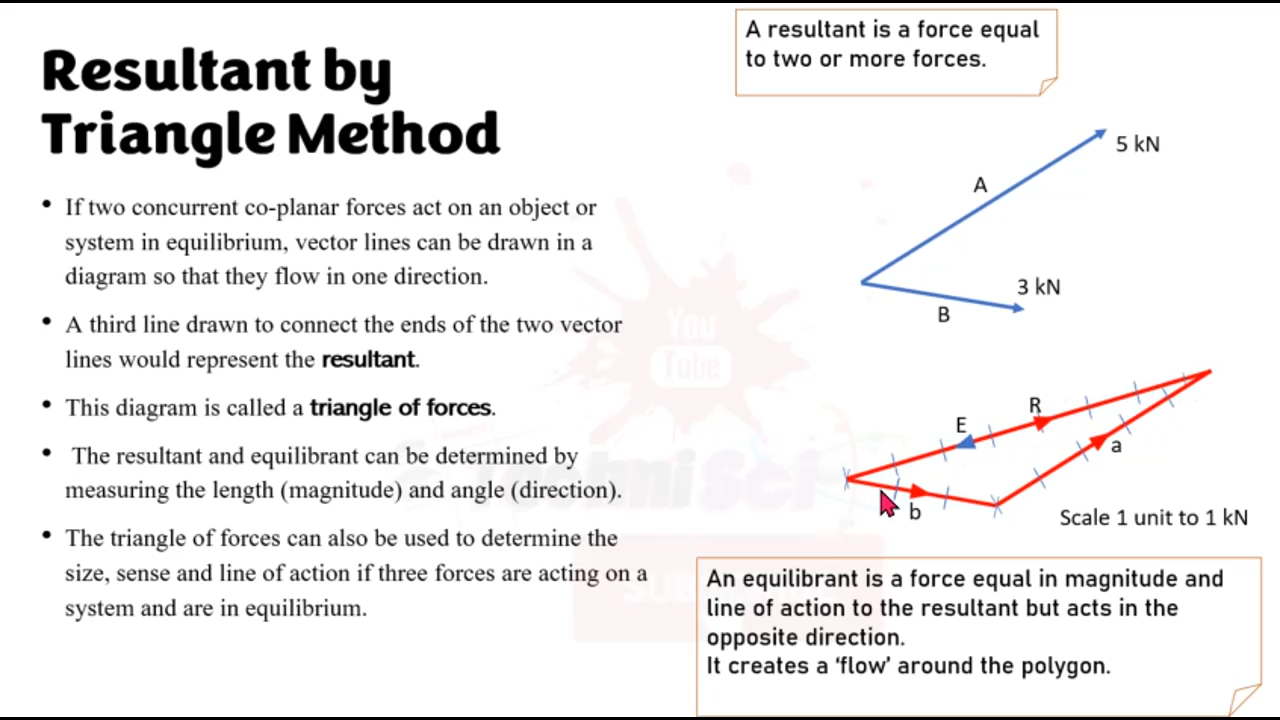 Resultant by
Triangle Method
• If two concurrent co-planar forces act on an object or
system in equilibrium, vector lines can be drawn in a
diagram so that they flow in one direction.
• A third line drawn to connect the ends of the two vector
lines would represent the resultant.
• This diagram is called a triangle of forces.
• The resultant and equilibrant can be determined by
measuring the length (magnitude) and angle (direction).
• The triangle of forces can also be used to determine the
size, sense and line of action if three forces are acting on a
system and are in equilibrium.
A resultant is a force equal
to two or more forces.
5 kN
A
3 kN
B
R
E
a
b
Scale 1 unit to 1 kN
An equilibrant is a force equal in magnitude and
line of action to the resultant but acts in the
opposite direction.
It creates a ‘flow’ around the polygon.
You
Tube
TechniSci